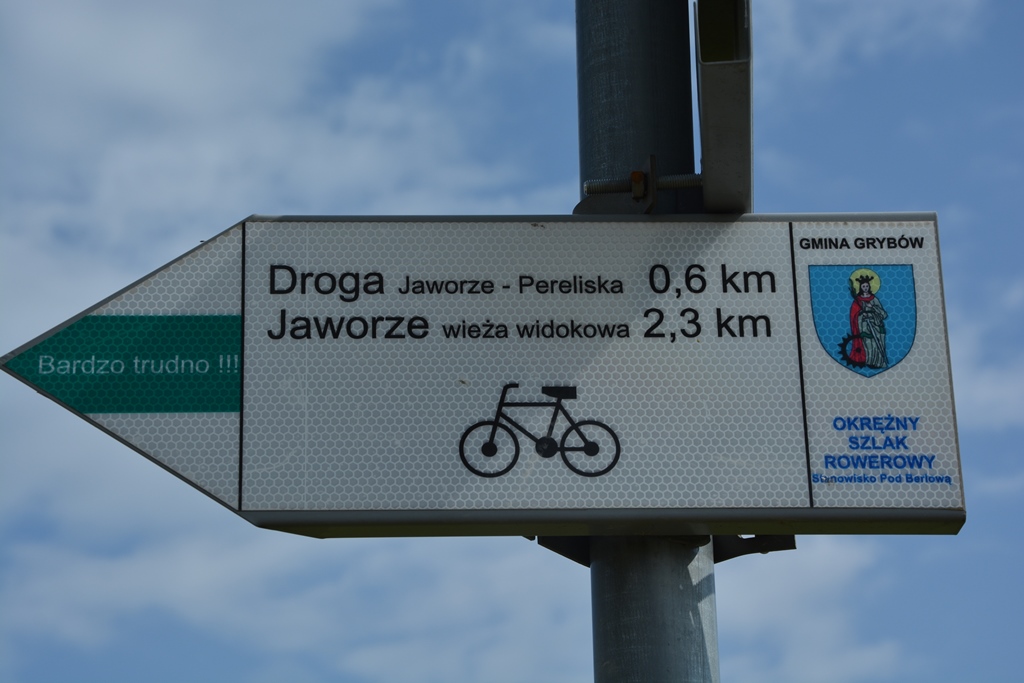 Bardzo trudno !!!
Droga Jaworze - Pereliska 0,6 km
Jaworze wieża widokowa 2,3 km
GMINA GRYBÓW
OKRĘŻNY
SZLAK
ROWEROWY
Stanowisko Pod Berłową